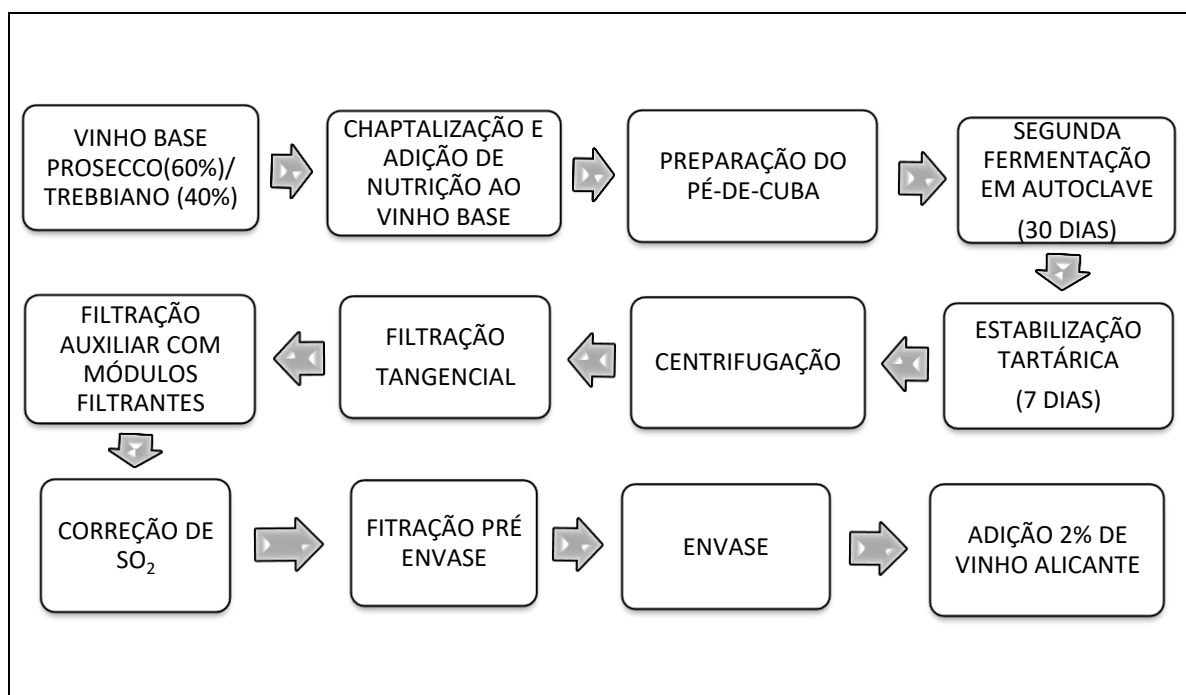 VINHO BASE
PROSECCO(60%)/
TREBBIANO (40%)
CHAPTALIZAÇÃO E
ADIÇÃO DE
NUTRIÇÃO AO
VINHO BASE
PREPARAÇÃO DO
PÉ-DE-CUBA
SEGUNDA
FERMENTAÇÃO
EM AUTOCLAVE
(30 DIAS)
ESTABILIZAÇÃO
TARTÁRICA
(7 DIAS)
CENTRIFUGAÇÃO
FILTRAÇÃO
TANGENCIAL
FILTRAÇÃO
AUXILIAR COM
MÓDULOS
FILTRANTES
CORREÇÃO DE
SO₂
FITRAÇÃO PRÉ
ENVASE
ENVASE
ADIÇÃO 2% DE
VINHO ALICANTE